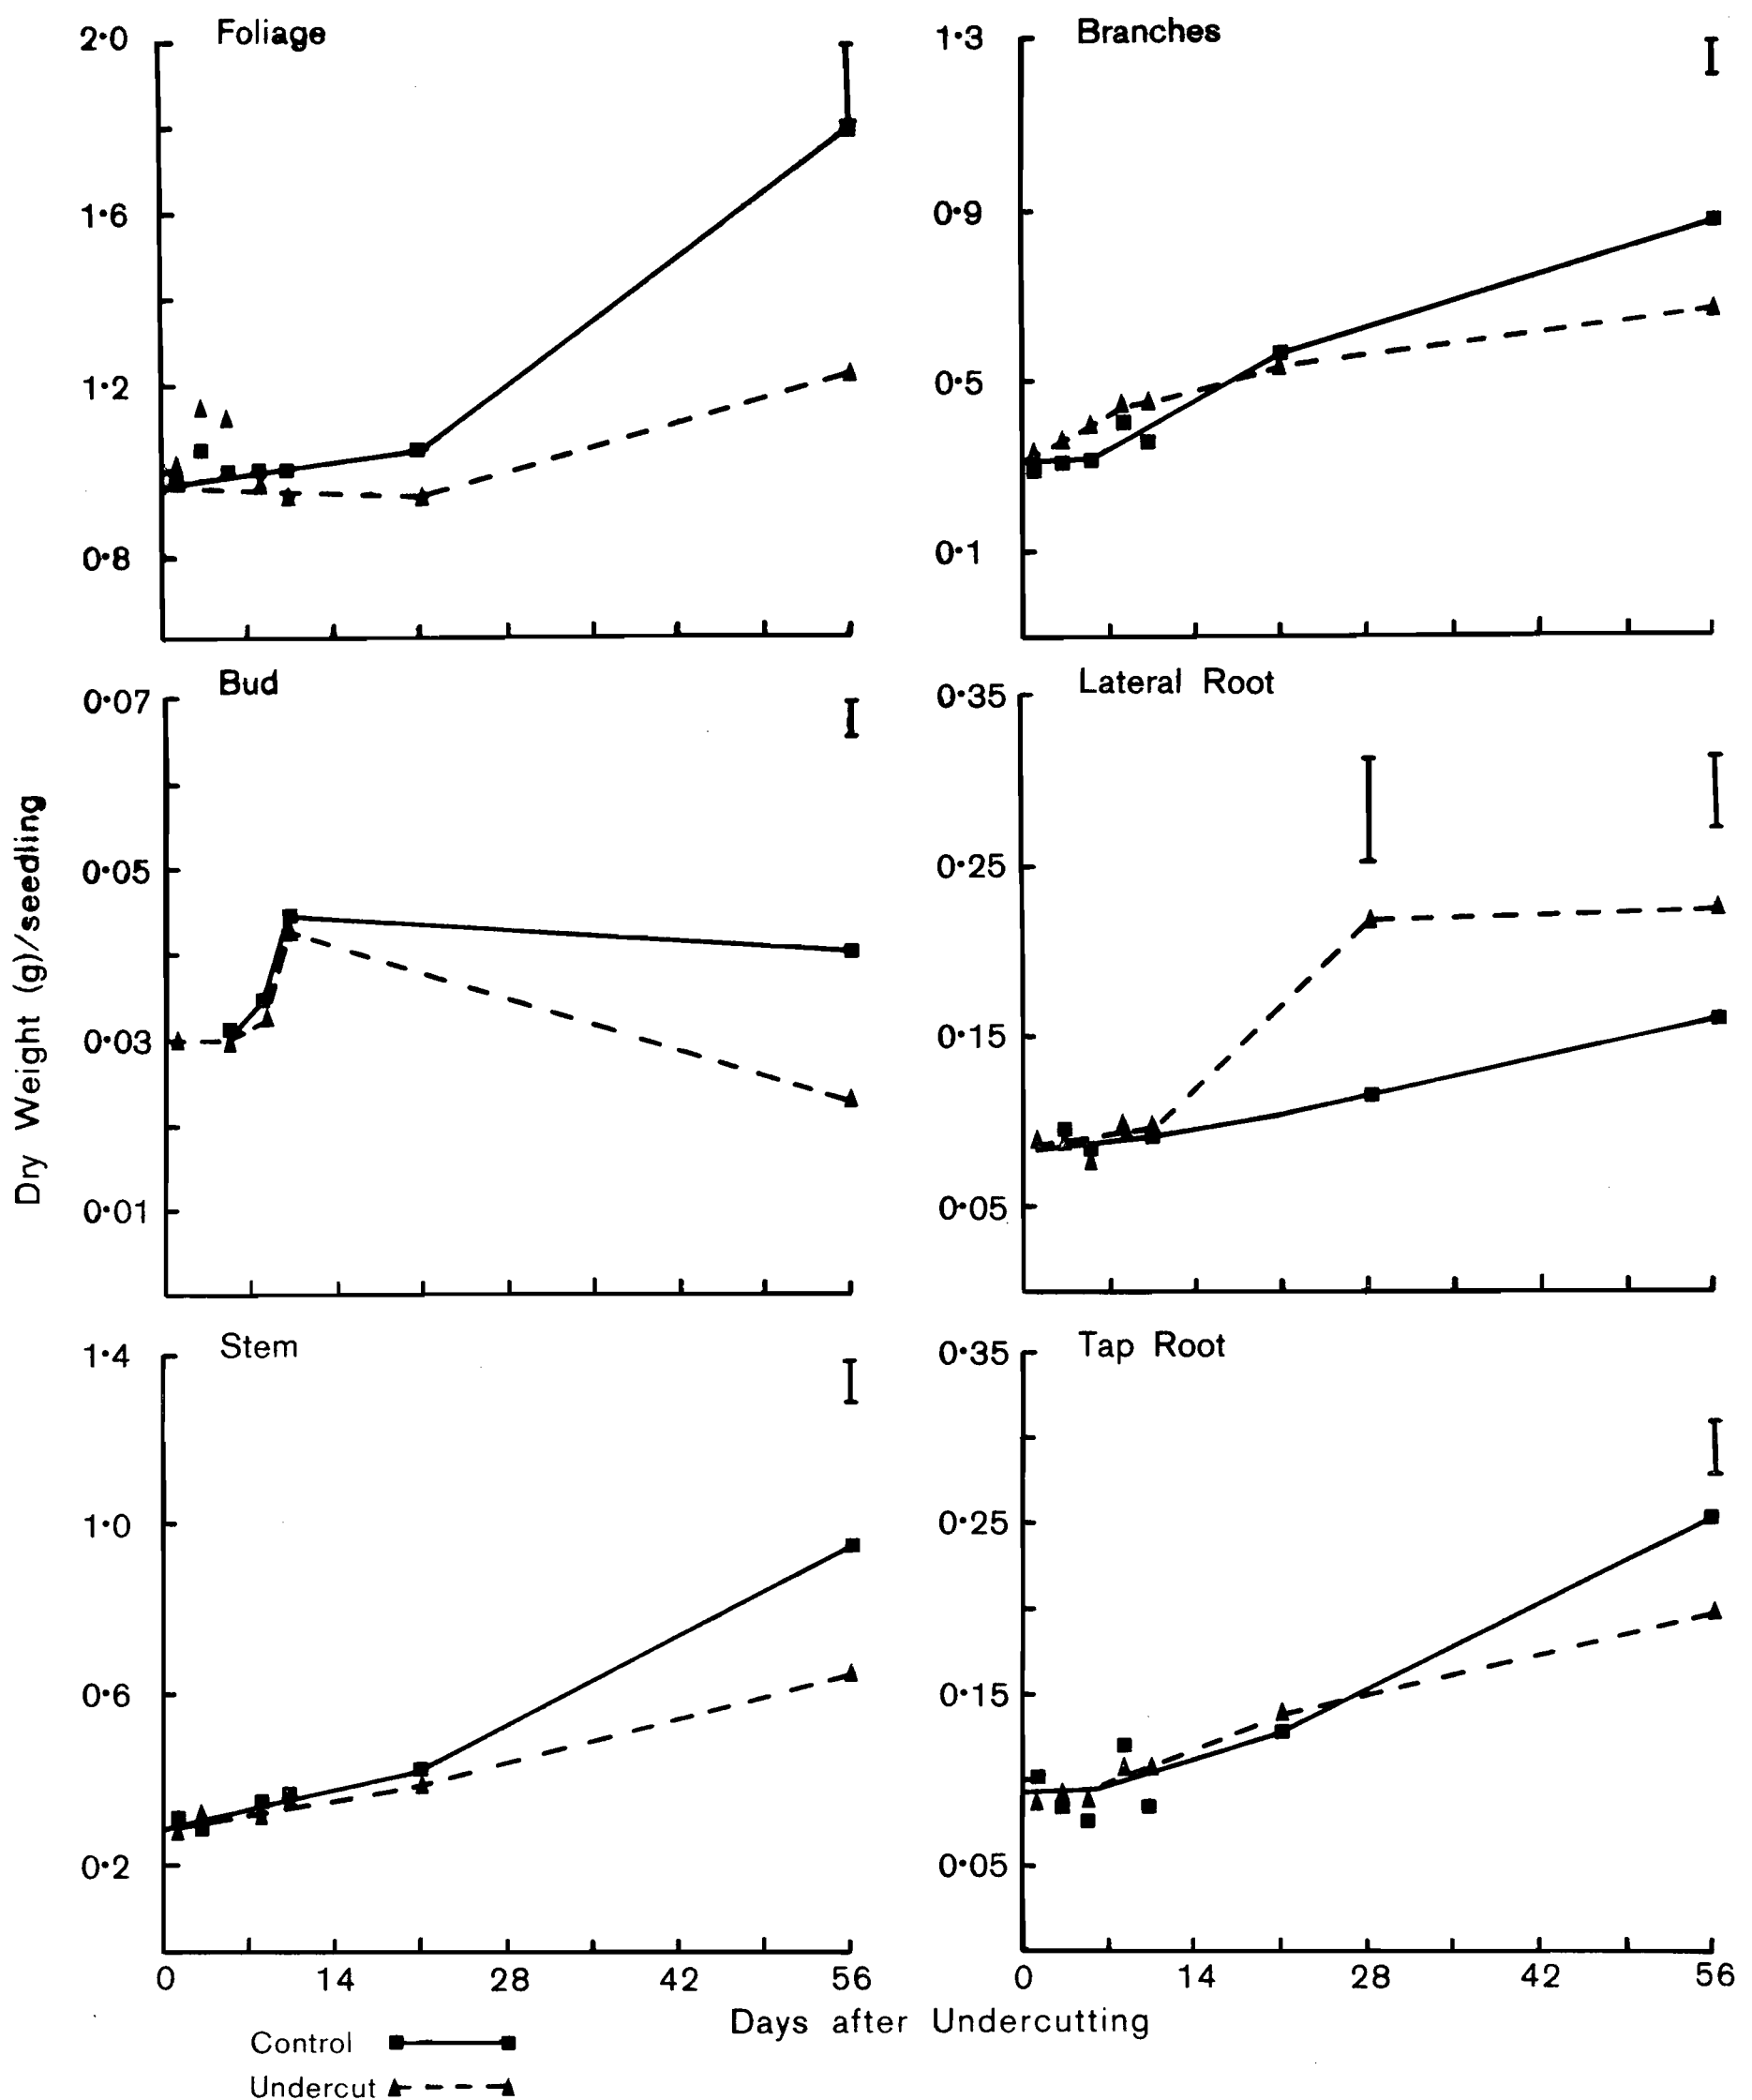 Foliage
2·0
1·6
1·2
0·8
Branches
1·3
0·9
0·5
0·1
Bud
0·07
0·05
0·03
0·01
Lateral Root
0·35
0·25
0·15
0·05
Stem
1·4
1·0
0·6
0·2
0 14 28 42 56
Tap Root
0·35
0·25
0·15
0·05
0 14 28 42 56
Dry Weight (g)/seedling
Days after Undercutting
Control
Undercut